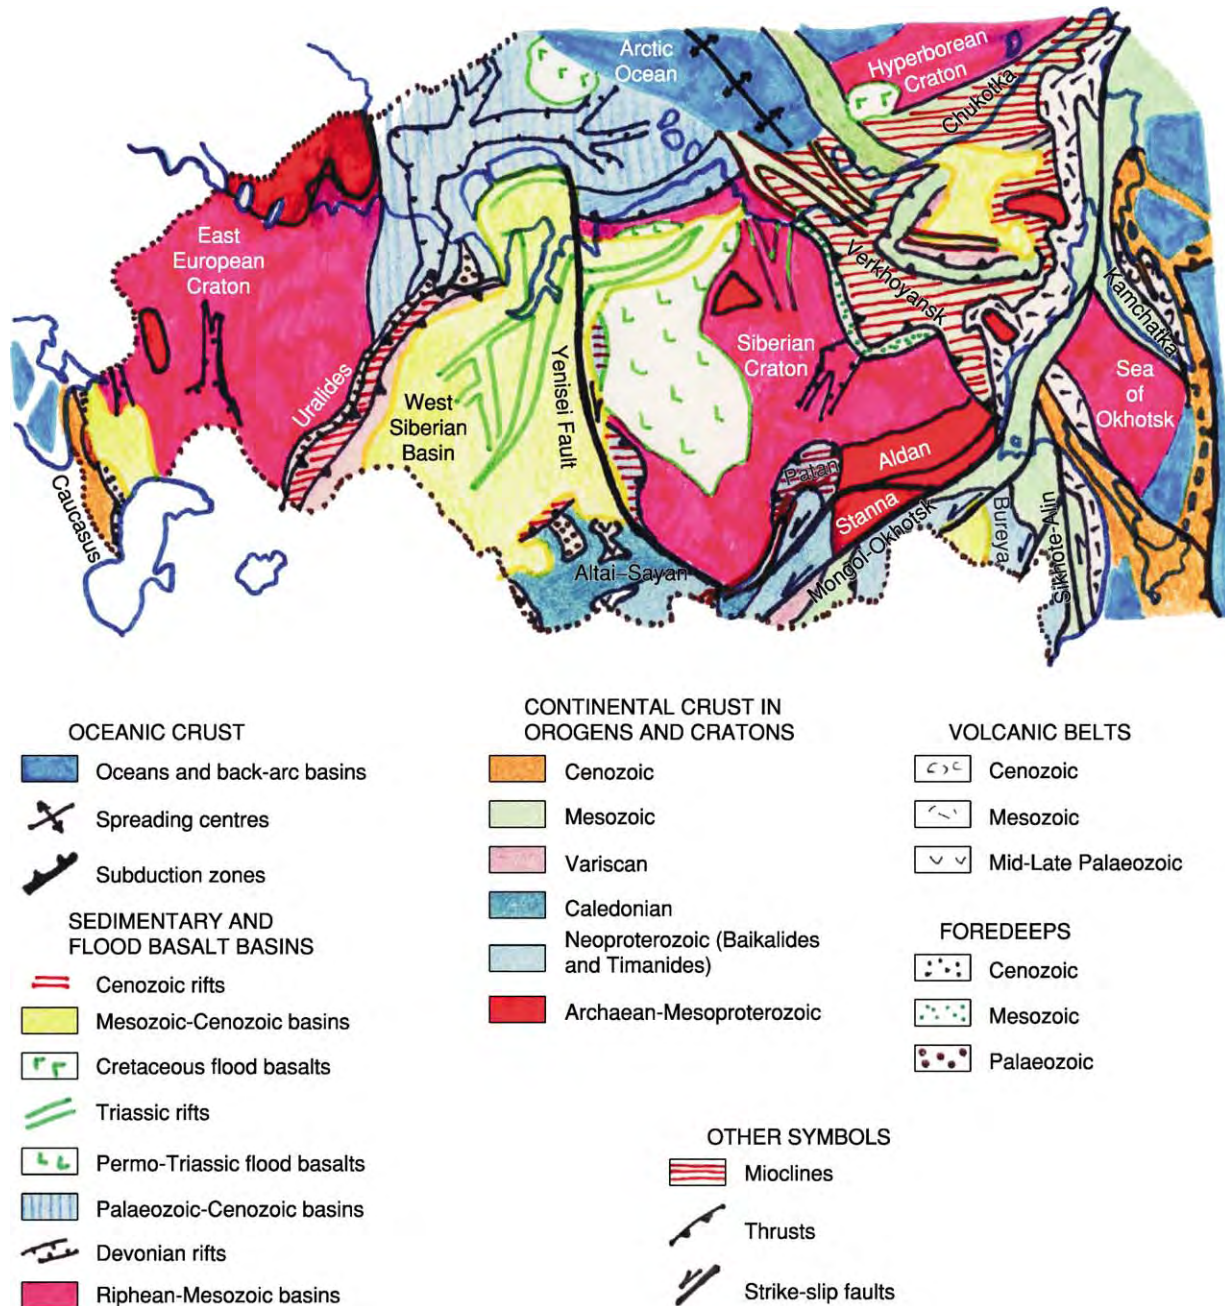 Arctic
Ocean
Hyperborean
Craton
Chukotka
East
European
Craton
Verkhoyansk
Kamchatka
Uralides
West
Siberian
Basin
Yenisei Fault
Siberian
Craton
Sea
of
Okhotsk
Caucasus
Patan
Aldan
Stanna
Altai–Sayan
Mongol-Okhotsk
Bureya
Sikhote-Alin
OCEANIC CRUST
Oceans and back-arc basins
Spreading centres
Subduction zones
SEDIMENTARY AND
FLOOD BASALT BASINS
Cenozoic rifts
Mesozoic-Cenozoic basins
Cretaceous flood basalts
Triassic rifts
Permo-Triassic flood basalts
Palaeozoic-Cenozoic basins
Devonian rifts
Riphean-Mesozoic basins
CONTINENTAL CRUST IN
OROGENS AND CRATONS
Cenozoic
Mesozoic
Variscan
Caledonian
Neoproterozoic (Baikalides
and Timanides)
Archaean-Mesoproterozoic
VOLCANIC BELTS
Cenozoic
Mesozoic
Mid-Late Palaeozoic
FOREDEEPS
Cenozoic
Mesozoic
Palaeozoic
OTHER SYMBOLS
Mioclines
Thrusts
Strike-slip faults